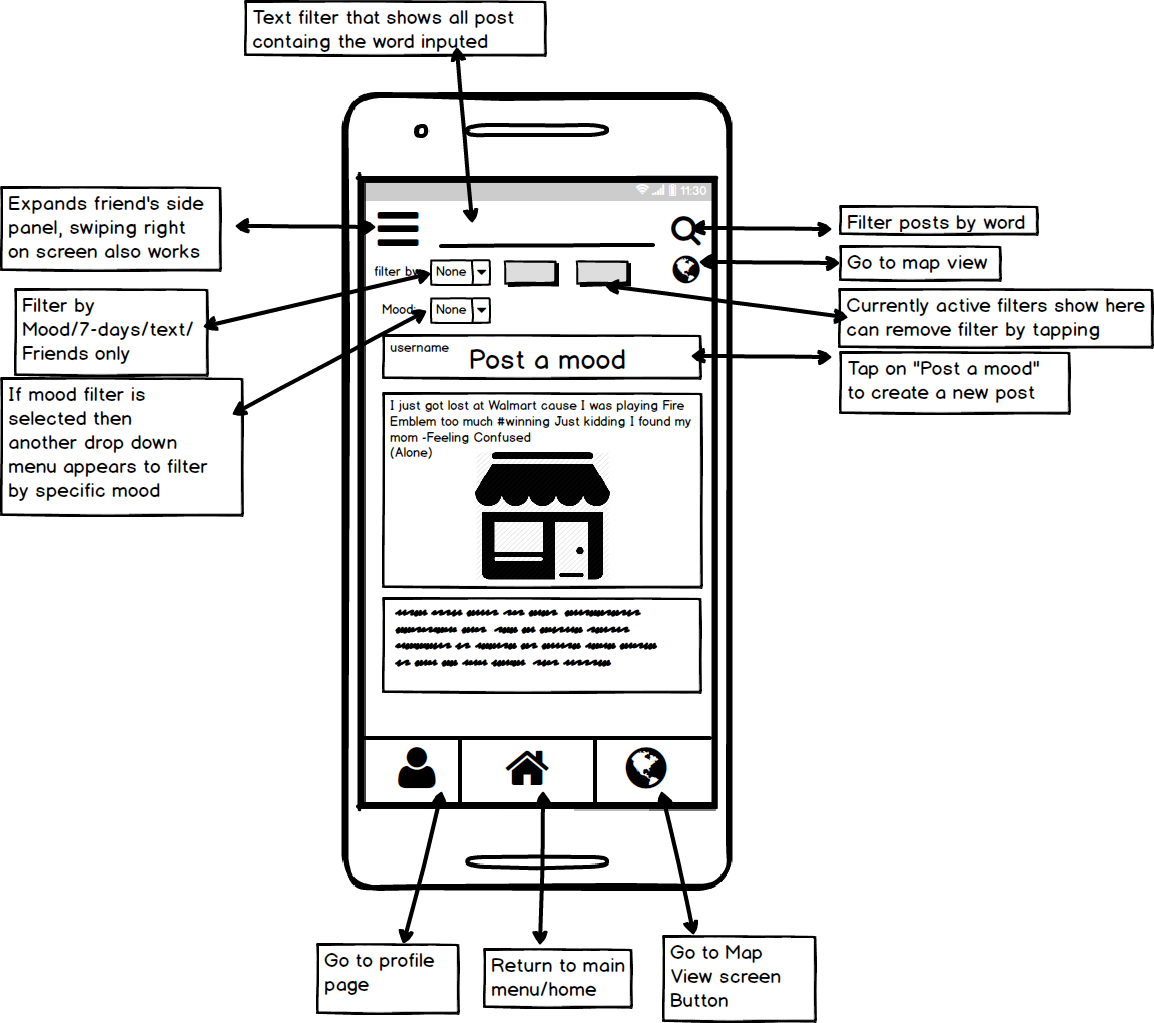 Text filter that shows all post
containg the word inputed
11:30
Expands friend's side
panel, swiping right
on screen also works
Filter posts by word
Go to map view
filter by:
None
Filter by
Mood/7-days/text/
Friends only
Currently active filters show here
can remove filter by tapping
Mood:
None
username
Post a mood
Tap on "Post a mood"
to create a new post
If mood filter is
selected then
another drop down
menu appears to filter
by specific mood
I just got lost at Walmart cause I was playing Fire
Emblem too much #winning Just kidding I found my
mom -Feeling Confused
(Alone)
Go to profile
page
Return to main
menu/home
Go to Map
View screen
Button